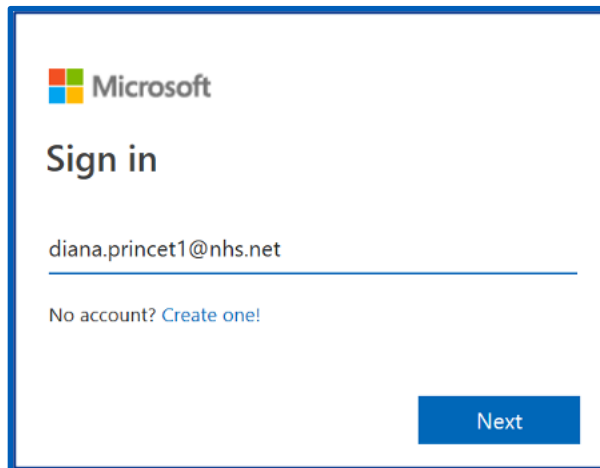 Microsoft
Sign in
diana.princet1@nhs.net
No account? Create one!
Next